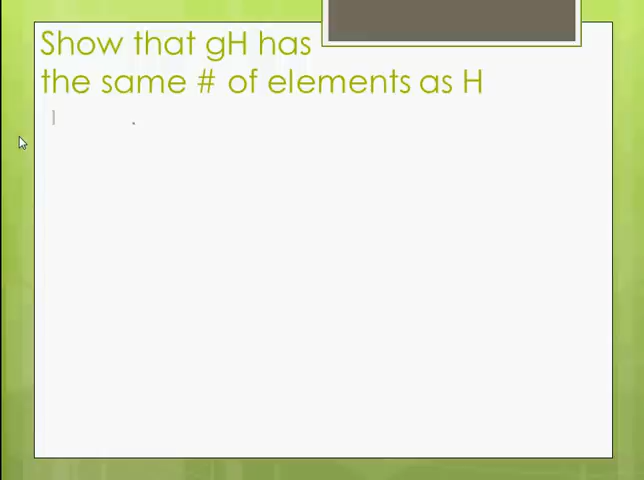 Show that gH has
the same # of elements as H